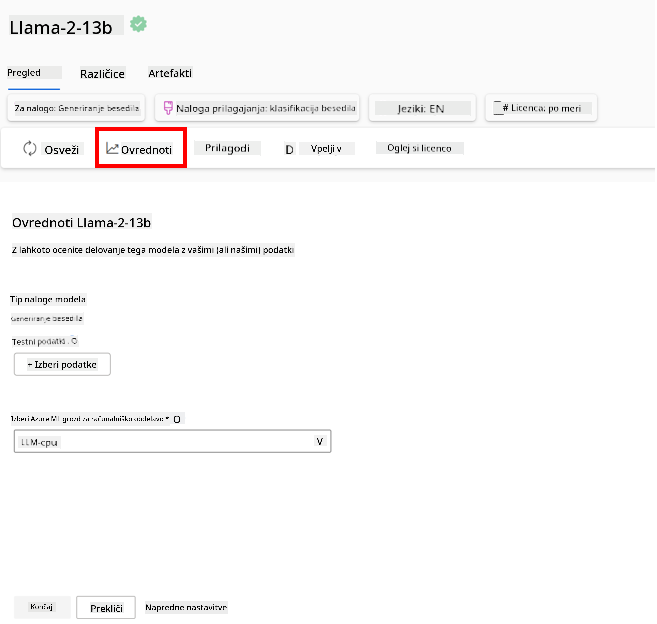 Llama-2-13b
Pregled Različice Artefakti
Za nalogo: Generiranje besedila Naloga prilagajanja: klasifikacija besedila Jeziki: EN # Licenca: po meri
Osveži Ovrednoti Prilagodi D Vpelji v Oglej si licenco
Ovrednoti Llama-2-13b
Z lahkoto ocenite delovanje tega modela z vašimi (ali našimi) podatki
Tip naloge modela
Generiranje besedila
Testni podatki
+ Izberi podatke
Izberi Azure ML grozd za računalniško obdelavo *
LLM-cpu V
Končaj Prekliči Napredne nastavitve